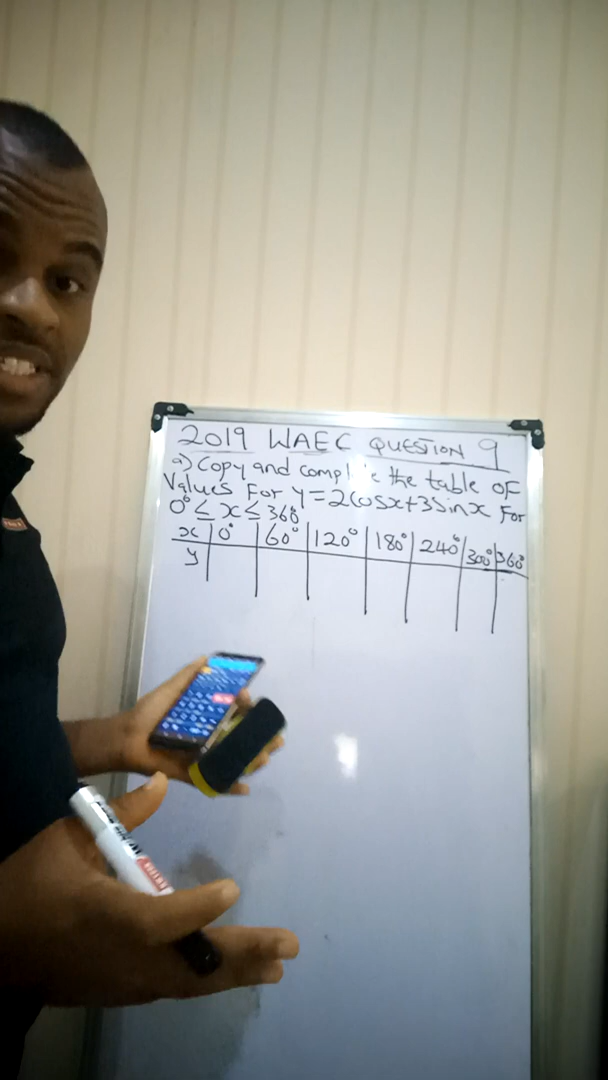 2019 WAEC QUESTION 9
a) Copy and complete the table of
Values For y=2cosx+3sinx For
0° ≤ x ≤ 360°
x 0° 60° 120° 180° 240° 300° 360°
y